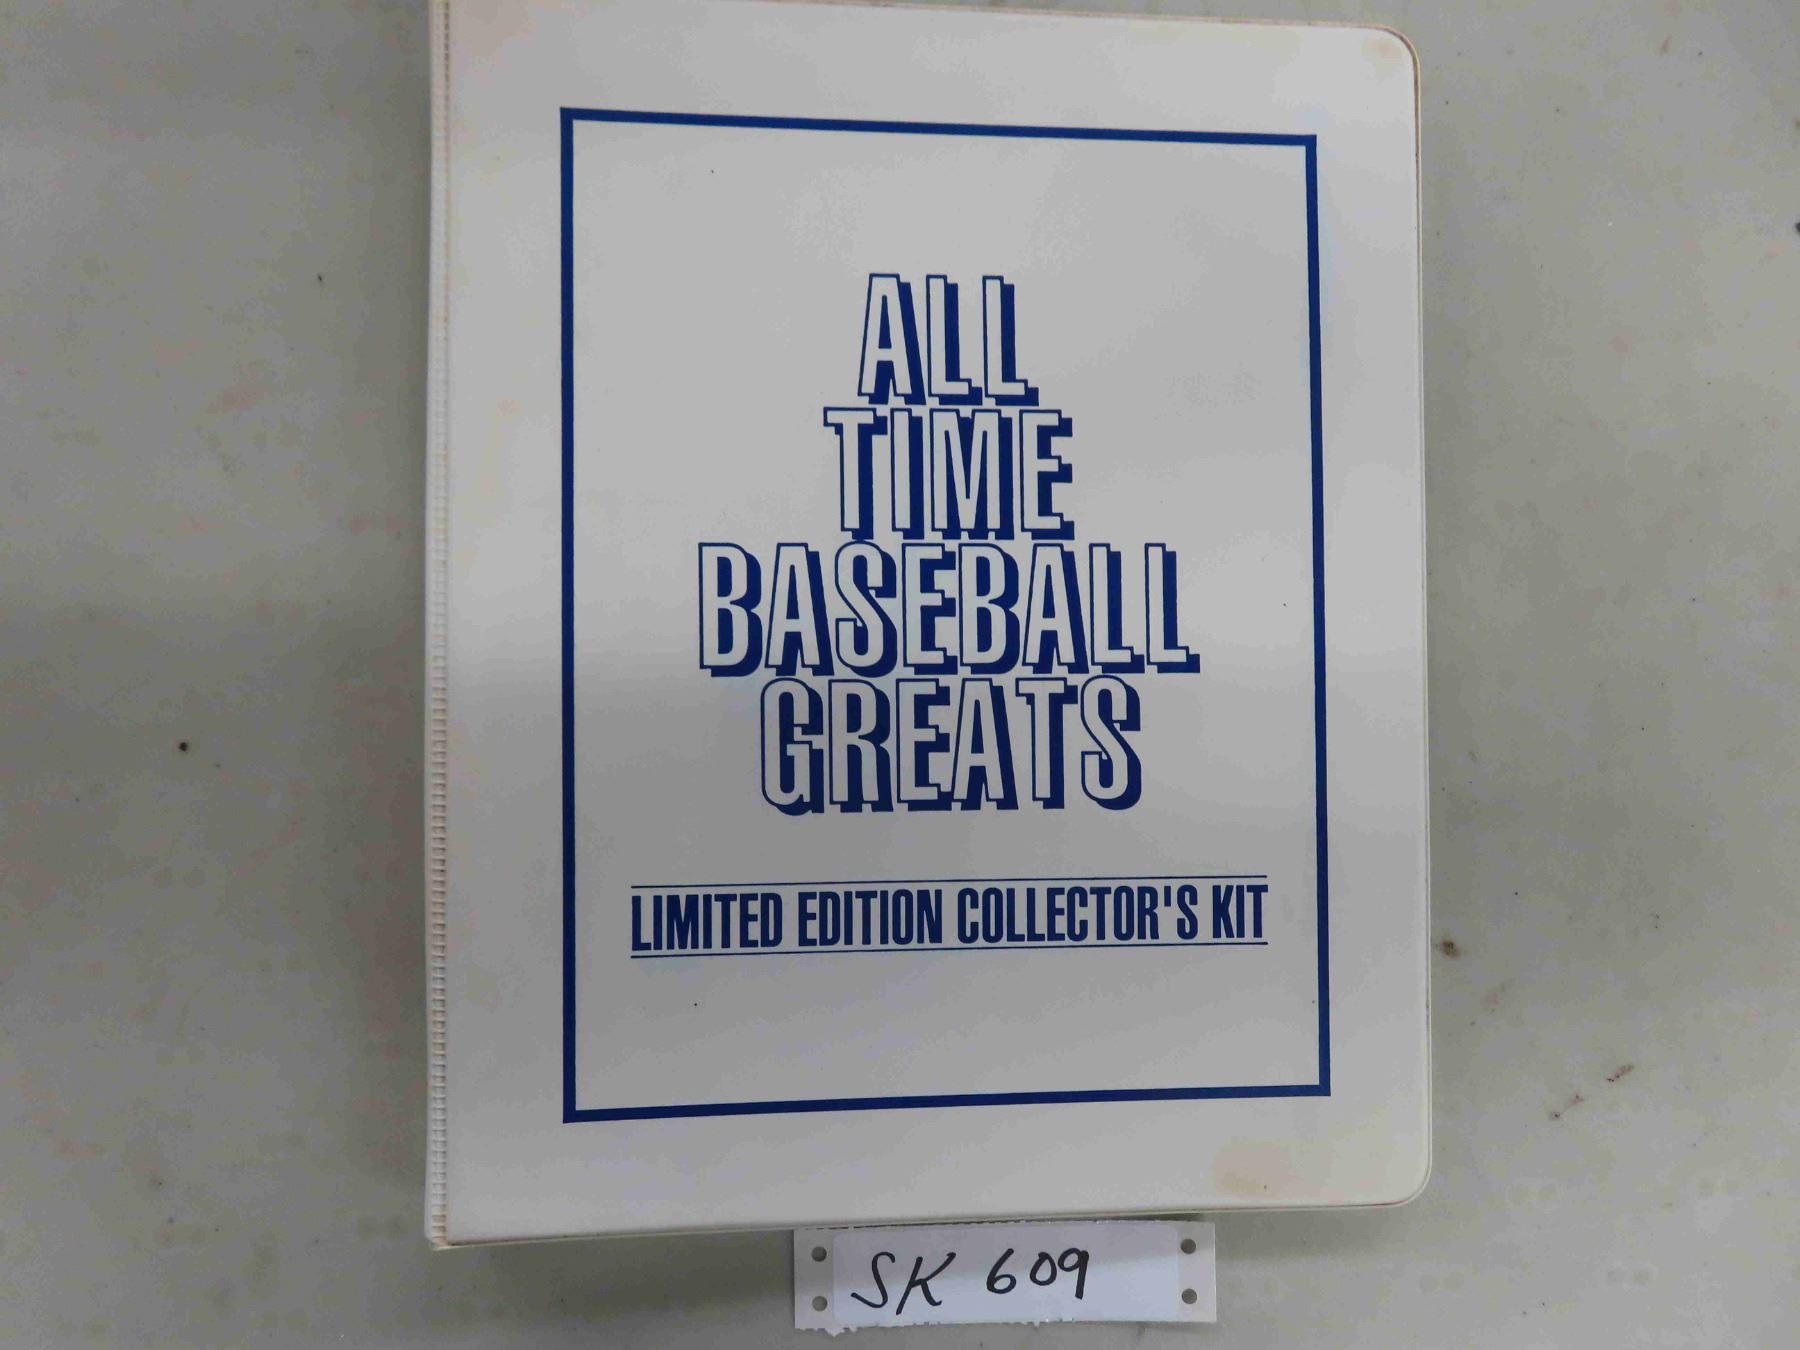 ALL
TIME
BASEBALL
GREATS
LIMITED EDITION COLLECTOR'S KIT
SK 609